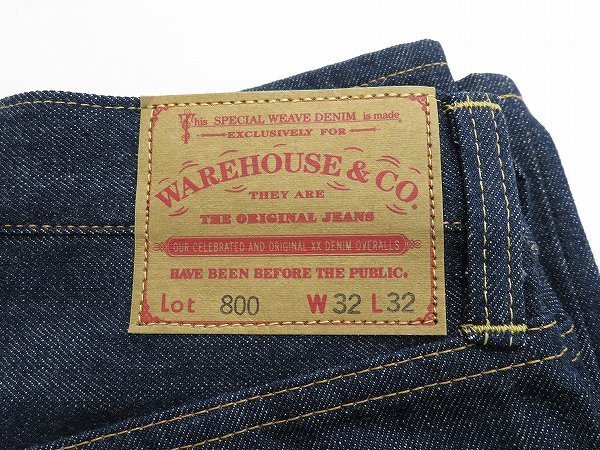 This SPECIAL WEAVE DENIM is made
EXCLUSIVELY FOR
WAREHOUSE & CO.
THEY ARE
THE ORIGINAL JEANS
OUR CELEBRATED AND ORIGINAL XX DENIM OVERALLS
HAVE BEEN BEFORE THE PUBLIC.
Lot 800 W 32 L 32